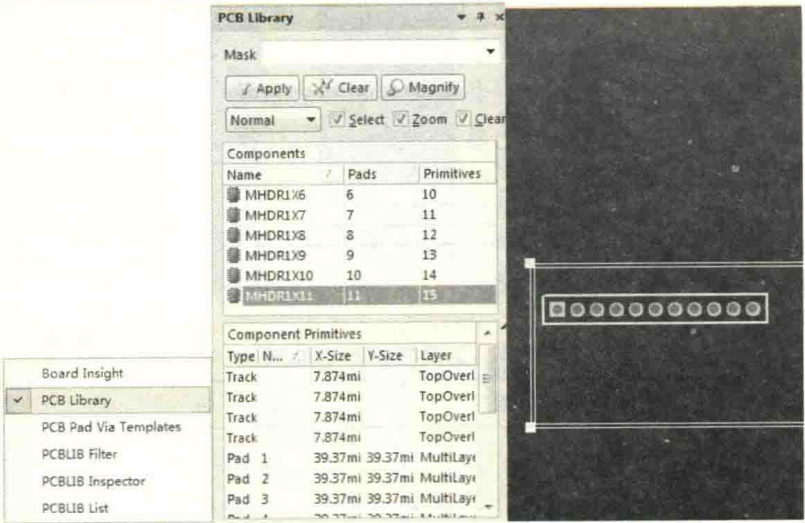 PCB Library
Mask
Apply Clear Magnify
Normal Select Zoom Clear
Components
Name Pads Primitives
MHDR1X6 6 10
MHDR1X7 7 11
MHDR1X8 8 12
MHDR1X9 9 13
MHDR1X10 10 14
MHDR1X11 11 15
Component Primitives
Type N... X-Size Y-Size Layer
Track 7.874mi TopOverl
Track 7.874mi TopOverl
Track 7.874mi TopOverl
Track 7.874mi TopOverl
Pad 1 39.37mi 39.37mi MultiLaye
Pad 2 39.37mi 39.37mi MultiLaye
Pad 3 39.37mi 39.37mi MultiLaye
Board Insight
PCB Library
PCB Pad Via Templates
PCBLIB Filter
PCBLIB Inspector
PCBLIB List